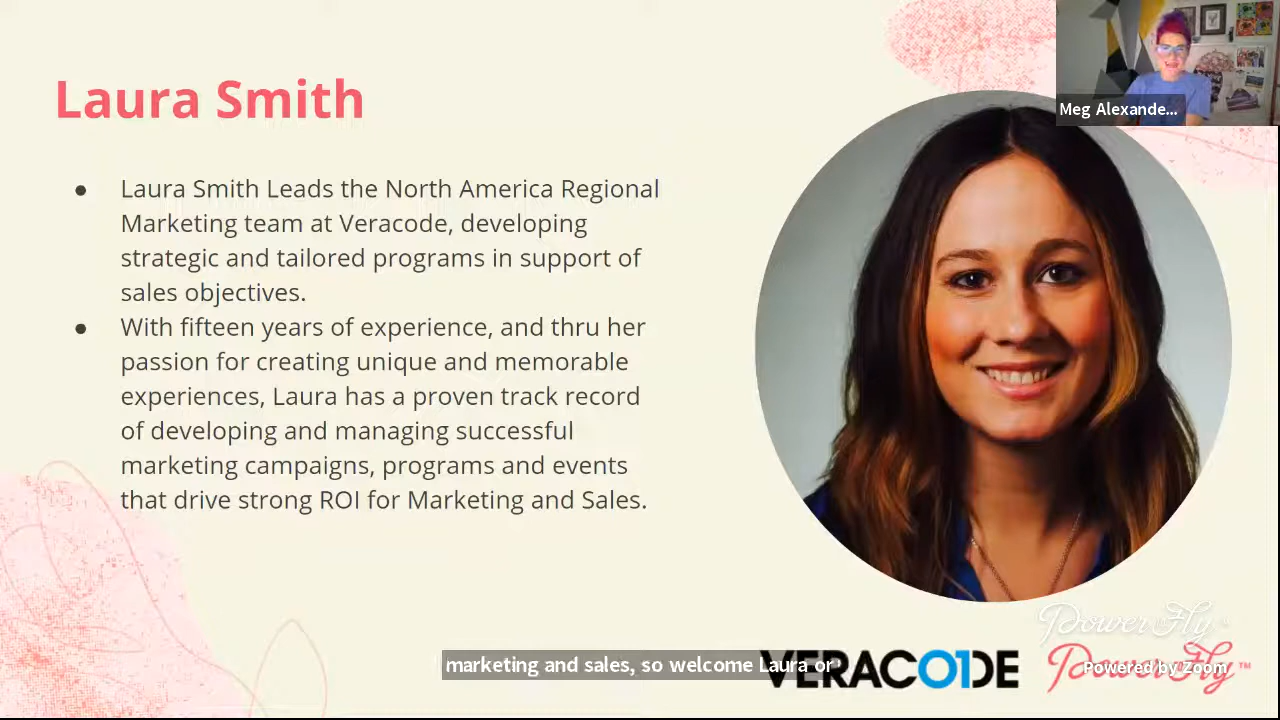 Laura Smith
Meg Alexande...
● Laura Smith Leads the North America Regional
Marketing team at Veracode, developing
strategic and tailored programs in support of
sales objectives.
● With fifteen years of experience, and thru her
passion for creating unique and memorable
experiences, Laura has a proven track record
of developing and managing successful
marketing campaigns, programs and events
that drive strong ROI for Marketing and Sales.
PowerToFly
marketing and sales, so welcome Laura or
VERACODE
PowerToFly™
Powered by Zoom